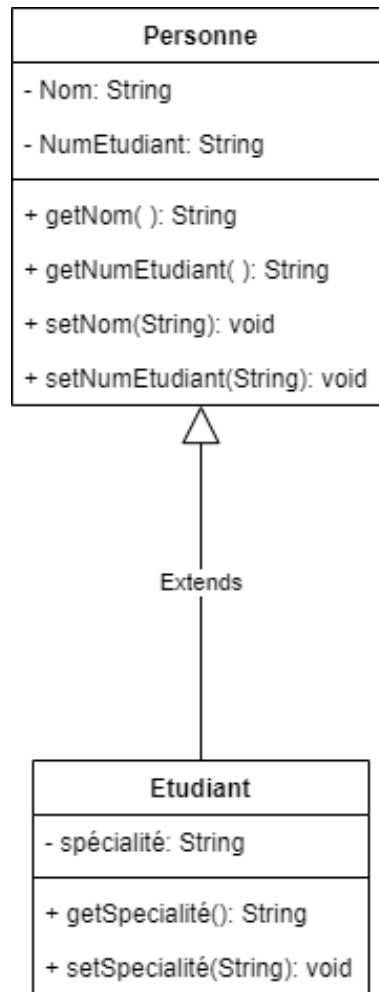 Personne
- Nom: String
- NumEtudiant: String
+ getNom( ): String
+ getNumEtudiant( ): String
+ setNom(String): void
+ setNumEtudiant(String): void
Extends
Etudiant
- spécialité: String
+ getSpecialité(): String
+ setSpecialité(String): void